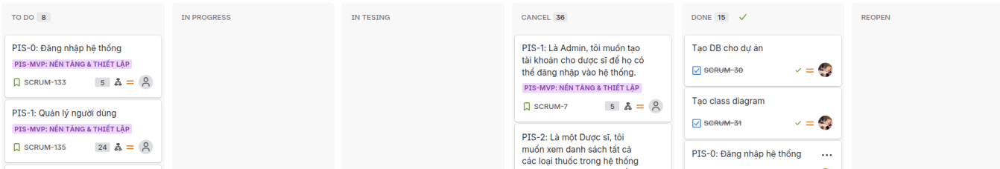 TO DO 8
PIS-0: Đăng nhập hệ thống
PIS-MVP: NỀN TẢNG & THIẾT LẬP
SCRUM-133 5
PIS-1: Quản lý người dùng
PIS-MVP: NỀN TẢNG & THIẾT LẬP
SCRUM-135 24
IN PROGRESS
IN TESING
CANCEL 36
PIS-1: Là Admin, tôi muốn tạo
tài khoản cho dược sĩ để họ có
thể đăng nhập vào hệ thống.
PIS-MVP: NỀN TẢNG & THIẾT LẬP
SCRUM-7 5
PIS-2: Là một Dược sĩ, tôi
muốn xem danh sách tất cả
các loại thuốc trong hệ thống
DONE 15
Tạo DB cho dự án
SCRUM-30
Tạo class diagram
SCRUM-31
PIS-0: Đăng nhập hệ thống
REOPEN